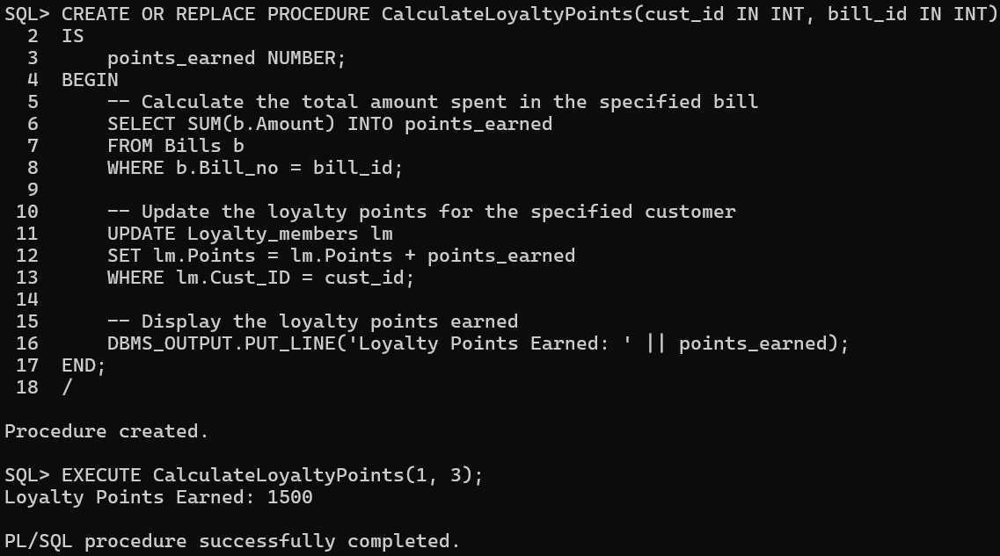 SQL> CREATE OR REPLACE PROCEDURE CalculateLoyaltyPoints(cust_id IN INT, bill_id IN INT)
  2  IS
  3      points_earned NUMBER;
  4  BEGIN
  5      -- Calculate the total amount spent in the specified bill
  6      SELECT SUM(b.Amount) INTO points_earned
  7      FROM Bills b
  8      WHERE b.Bill_no = bill_id;
  9
 10      -- Update the loyalty points for the specified customer
 11      UPDATE Loyalty_members lm
 12      SET lm.Points = lm.Points + points_earned
 13      WHERE lm.Cust_ID = cust_id;
 14
 15      -- Display the loyalty points earned
 16      DBMS_OUTPUT.PUT_LINE('Loyalty Points Earned: ' || points_earned);
 17  END;
 18  /
Procedure created.
SQL> EXECUTE CalculateLoyaltyPoints(1, 3);
Loyalty Points Earned: 1500
PL/SQL procedure successfully completed.